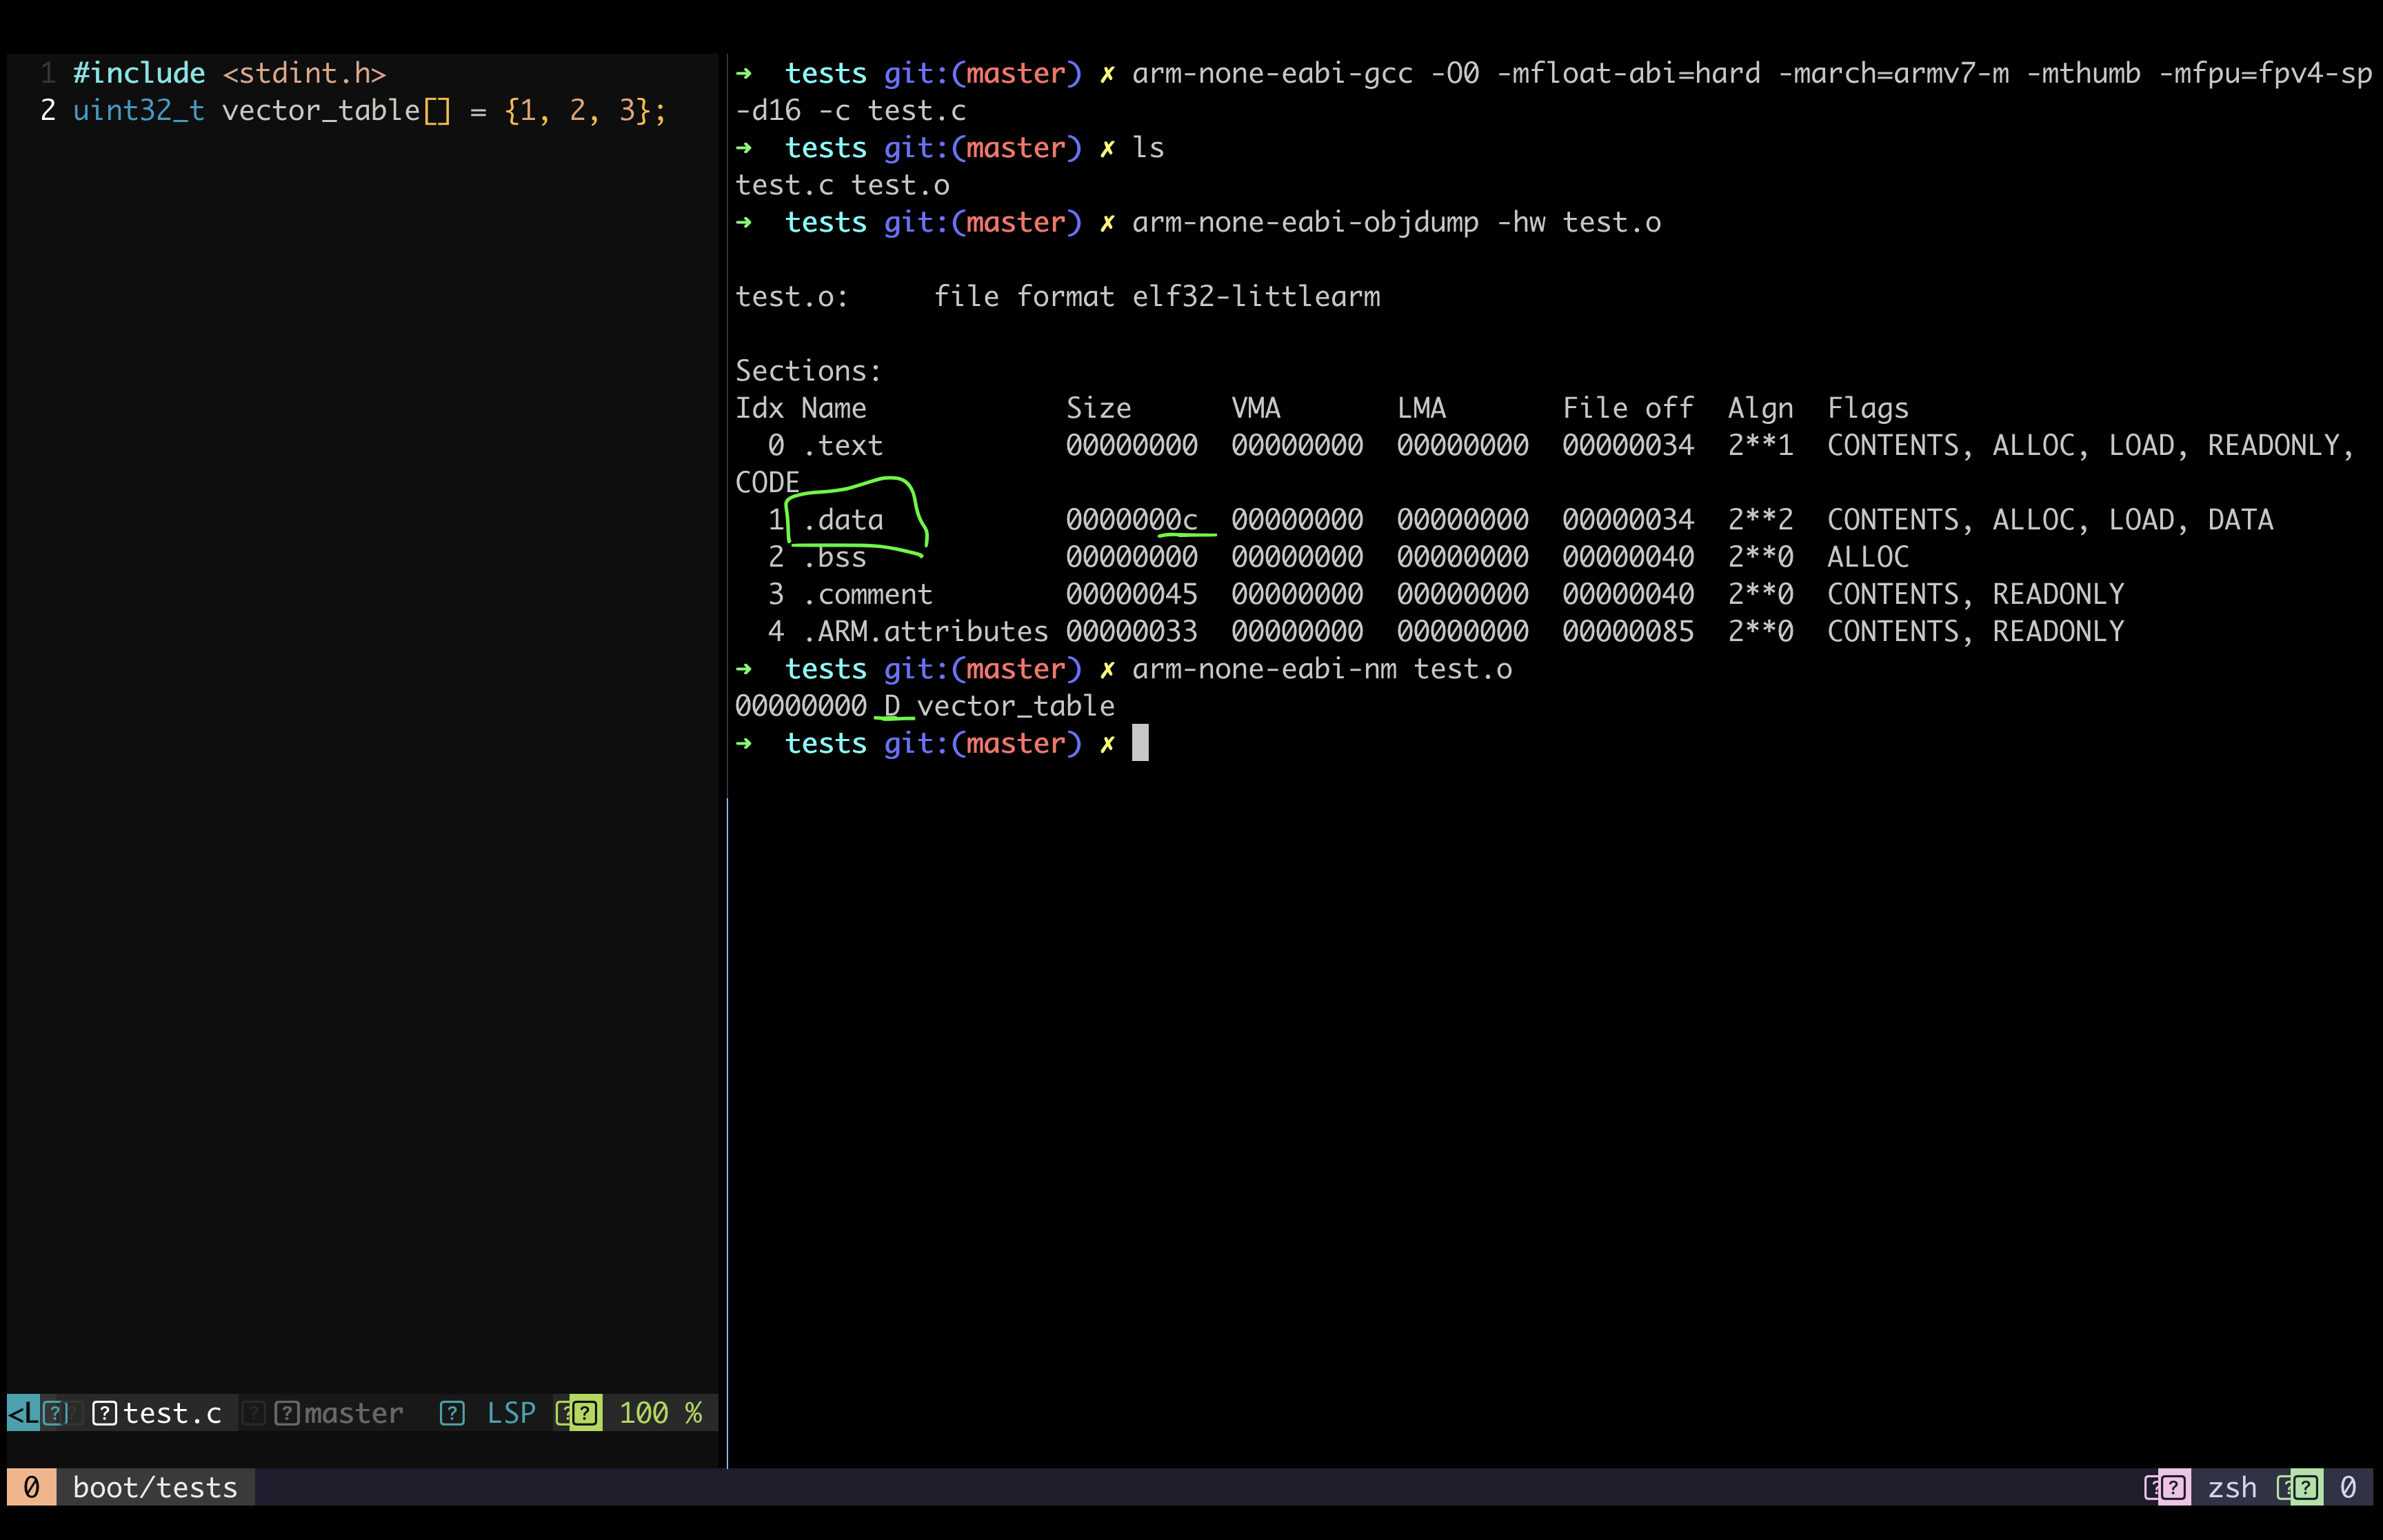 1 #include <stdint.h>
2 uint32_t vector_table[] = {1, 2, 3};
➜  tests git:(master) ✗ arm-none-eabi-gcc -O0 -mfloat-abi=hard -march=armv7-m -mthumb -mfpu=fpv4-sp
-d16 -c test.c
➜  tests git:(master) ✗ ls
test.c test.o
➜  tests git:(master) ✗ arm-none-eabi-objdump -hw test.o
test.o:     file format elf32-littlearm
Sections:
Idx Name            Size      VMA       LMA       File off  Algn  Flags
  0 .text           00000000  00000000  00000000  00000034  2**1  CONTENTS, ALLOC, LOAD, READONLY,
CODE
  1 .data           0000000c  00000000  00000000  00000034  2**2  CONTENTS, ALLOC, LOAD, DATA
  2 .bss            00000000  00000000  00000000  00000040  2**0  ALLOC
  3 .comment        00000045  00000000  00000000  00000040  2**0  CONTENTS, READONLY
  4 .ARM.attributes 00000033  00000000  00000000  00000085  2**0  CONTENTS, READONLY
➜  tests git:(master) ✗ arm-none-eabi-nm test.o
00000000 D vector_table
➜  tests git:(master) ✗
<L test.c master LSP 100 %
0 boot/tests zsh 0